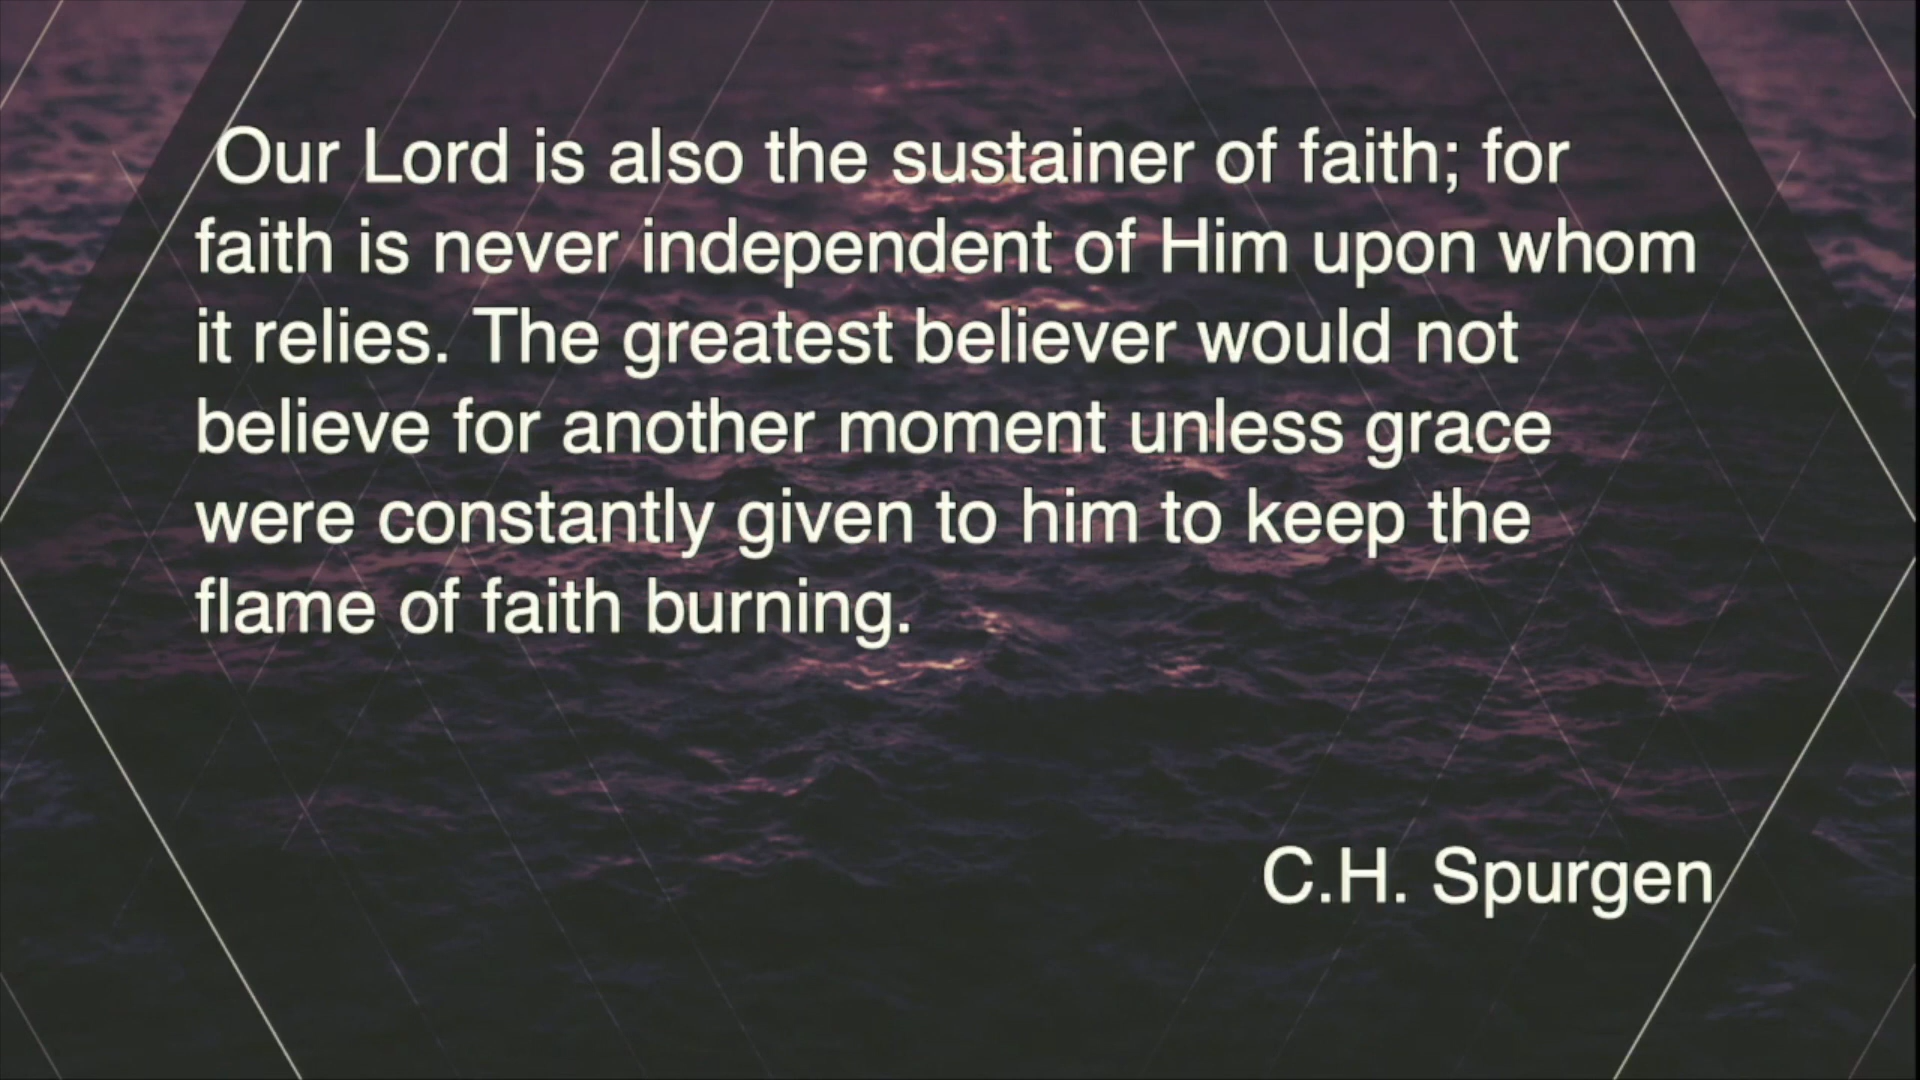 Our Lord is also the sustainer of faith; for
faith is never independent of Him upon whom
it relies. The greatest believer would not
believe for another moment unless grace
were constantly given to him to keep the
flame of faith burning.
C.H. Spurgen